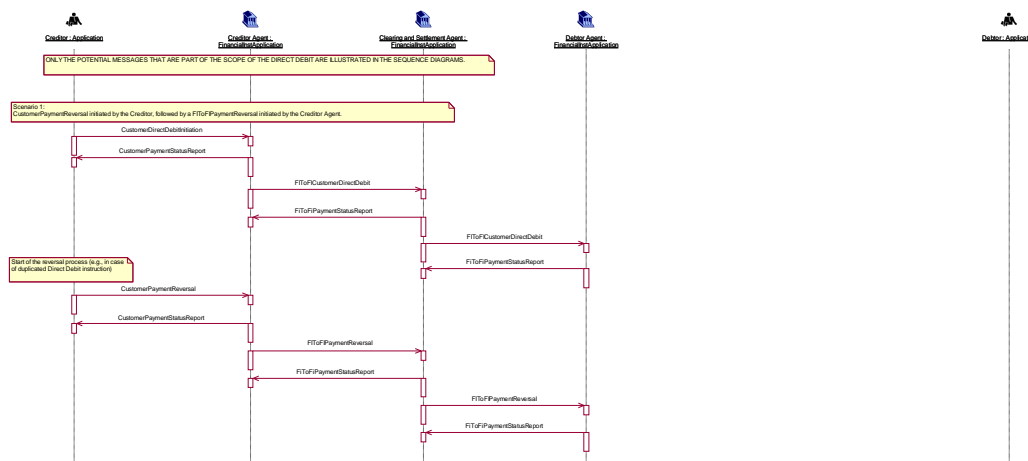 Creditor : Application
Creditor Agent :
FinancialInstApplication
Clearing and Settlement Agent :
FinancialInstApplication
Debtor Agent :
FinancialInstApplication
Debtor : Applicat
ONLY THE POTENTIAL MESSAGES THAT ARE PART OF THE SCOPE OF THE DIRECT DEBIT ARE ILLUSTRATED IN THE SEQUENCE DIAGRAMS.
Scenario 1:
CustomerPaymentReversal initiated by the Creditor, followed by a FIToFIPaymentReversal initiated by the Creditor Agent.
CustomerDirectDebitInitiation
CustomerPaymentStatusReport
FIToFICustomerDirectDebit
FIToFIPaymentStatusReport
FIToFICustomerDirectDebit
FIToFIPaymentStatusReport
Start of the reversal process (e.g., in case
of duplicated Direct Debit instruction)
CustomerPaymentReversal
CustomerPaymentStatusReport
FIToFIPaymentReversal
FIToFIPaymentStatusReport
FIToFIPaymentReversal
FIToFIPaymentStatusReport